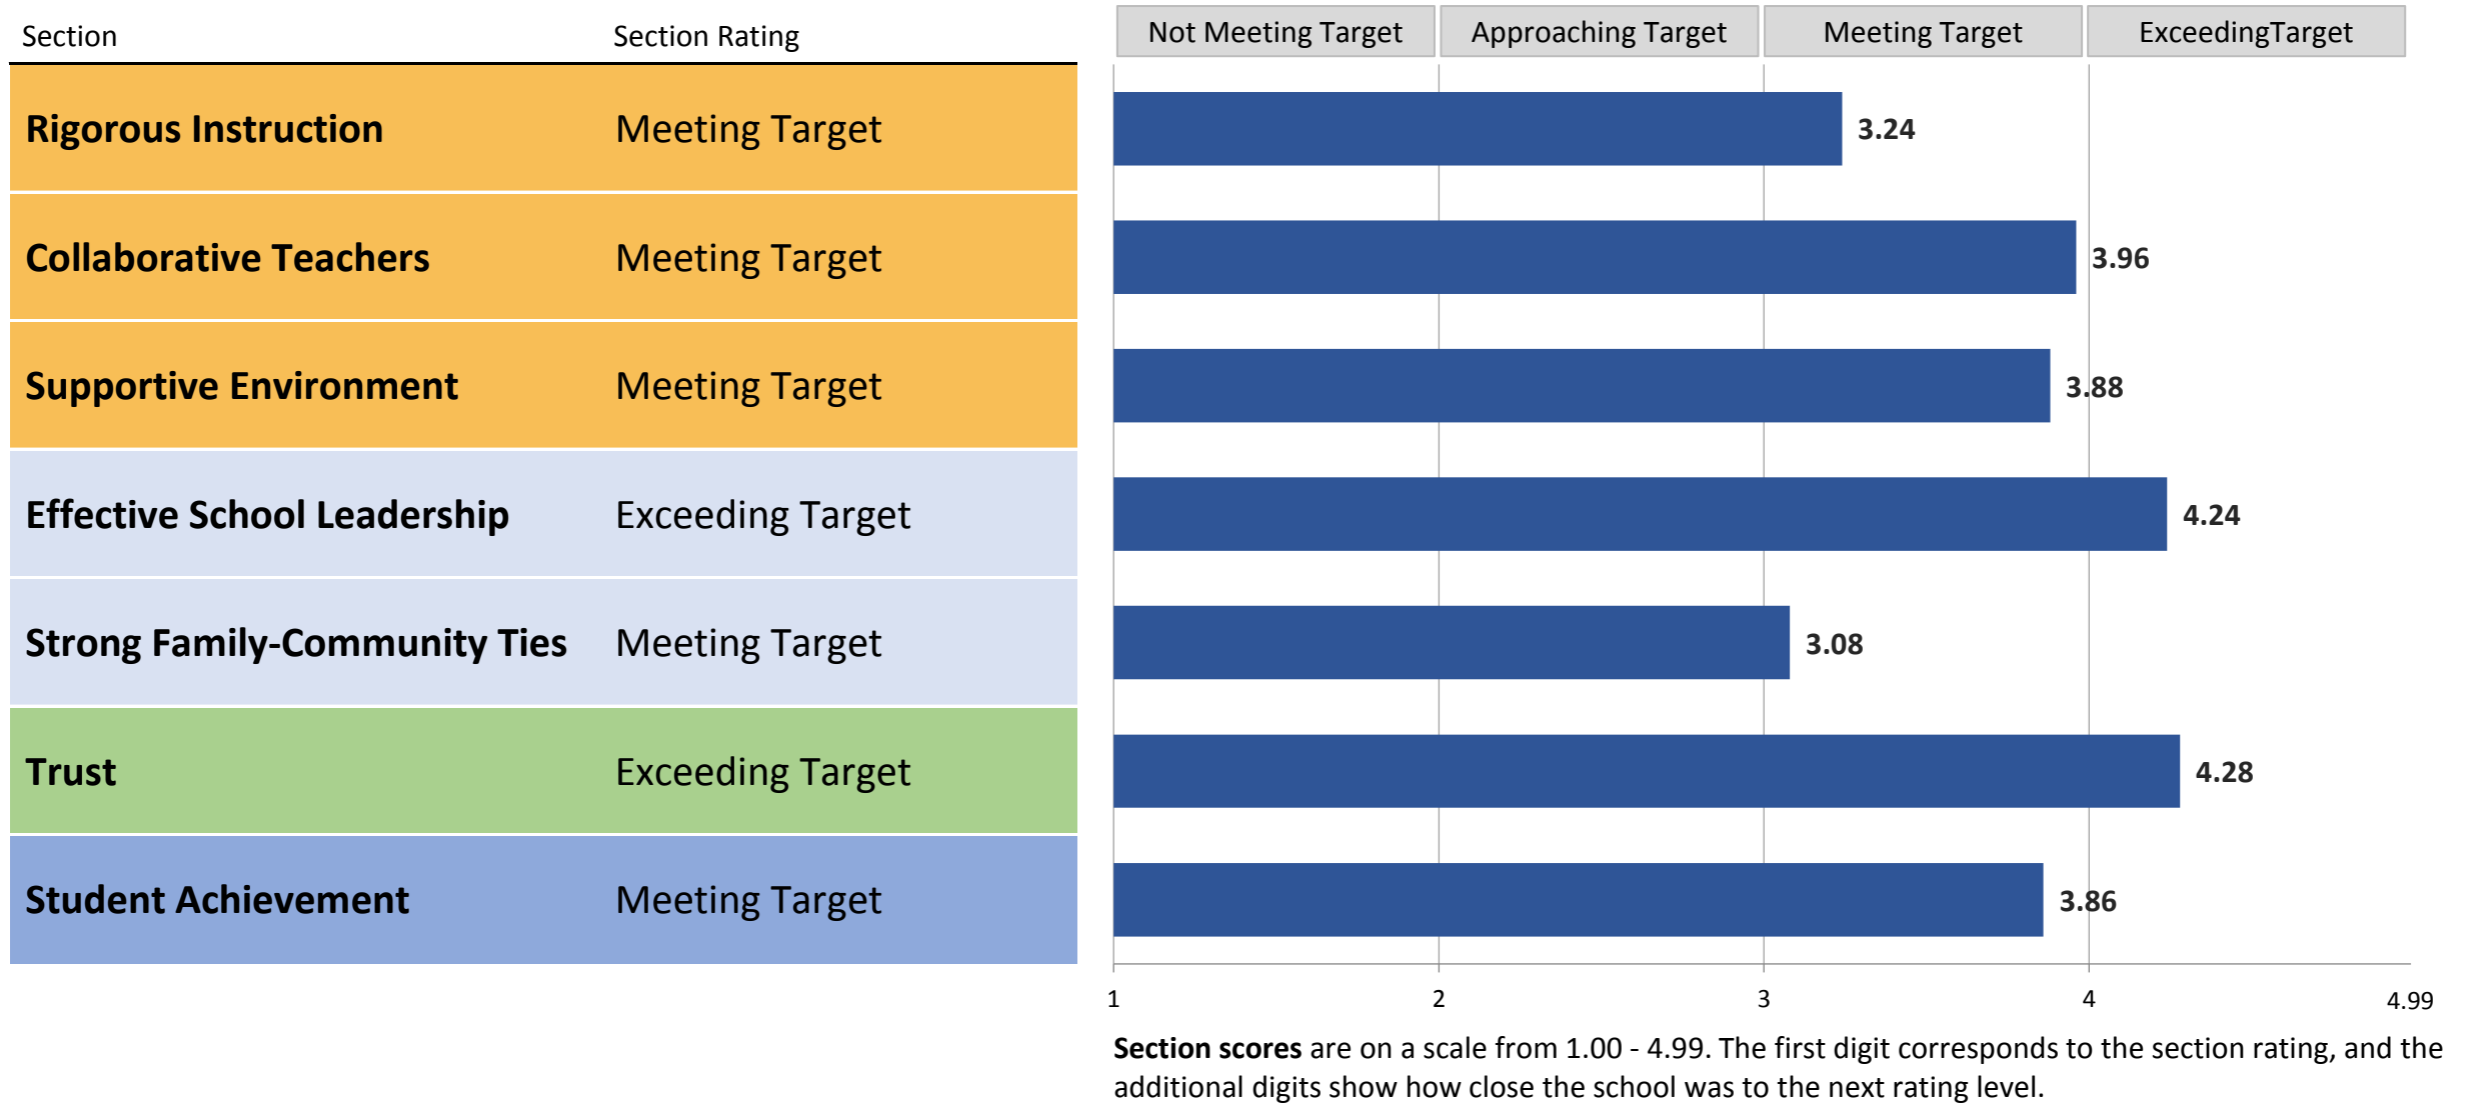 Section Section Rating Not Meeting Target Approaching Target Meeting Target ExceedingTarget
Rigorous Instruction Meeting Target 3.24
Collaborative Teachers Meeting Target 3.96
Supportive Environment Meeting Target 3.88
Effective School Leadership Exceeding Target 4.24
Strong Family-Community Ties Meeting Target 3.08
Trust Exceeding Target 4.28
Student Achievement Meeting Target 3.86
1 2 3 4 4.99
Section scores are on a scale from 1.00 - 4.99. The first digit corresponds to the section rating, and the
additional digits show how close the school was to the next rating level.